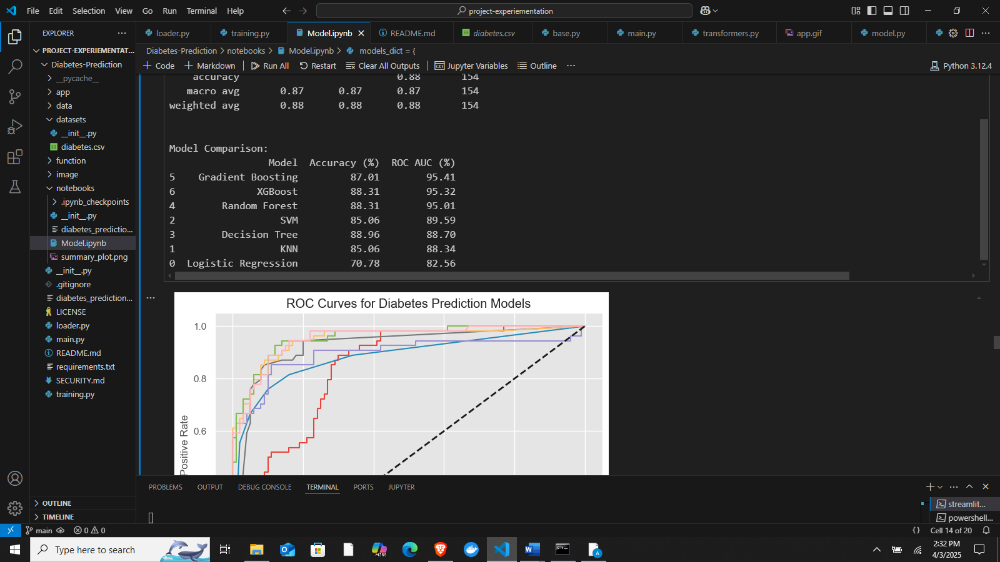 File Edit Selection View Go Run Terminal Help
project-experiementation
EXPLORER
loader.py
training.py
Model.ipynb
README.md
diabetes.csv
base.py
main.py
transformers.py
app.gif
model.py
PROJECT-EXPERIEMENTAT...
Diabetes-Prediction > notebooks > Model.ipynb > models_dict = {
Code Markdown Run All Restart Clear All Outputs Jupyter Variables Outline ... Python 3.12.4
Diabetes-Prediction
__pycache__
app
data
datasets
__init__.py
diabetes.csv
function
image
notebooks
.ipynb_checkpoints
__init__.py
diabetes_predictio...
Model.ipynb
summary_plot.png
__init__.py
.gitignore
diabetes_prediction...
LICENSE
loader.py
main.py
README.md
requirements.txt
SECURITY.md
training.py
OUTLINE
TIMELINE
accuracy 0.88 154
macro avg 0.87 0.87 0.87 154
weighted avg 0.88 0.88 0.88 154
Model Comparison:
Model Accuracy (%) ROC AUC (%)
5 Gradient Boosting 87.01 95.41
6 XGBoost 88.31 95.32
4 Random Forest 88.31 95.01
2 SVM 85.06 89.59
3 Decision Tree 88.96 88.70
1 KNN 85.06 88.34
0 Logistic Regression 70.78 82.56
ROC Curves for Diabetes Prediction Models
1.0
0.8
0.6
Positive Rate
PROBLEMS OUTPUT DEBUG CONSOLE TERMINAL PORTS JUPYTER
streamlit...
powershell...
main 0 0
Cell 14 of 20
Type here to search
M365
2:32 PM
4/3/2025